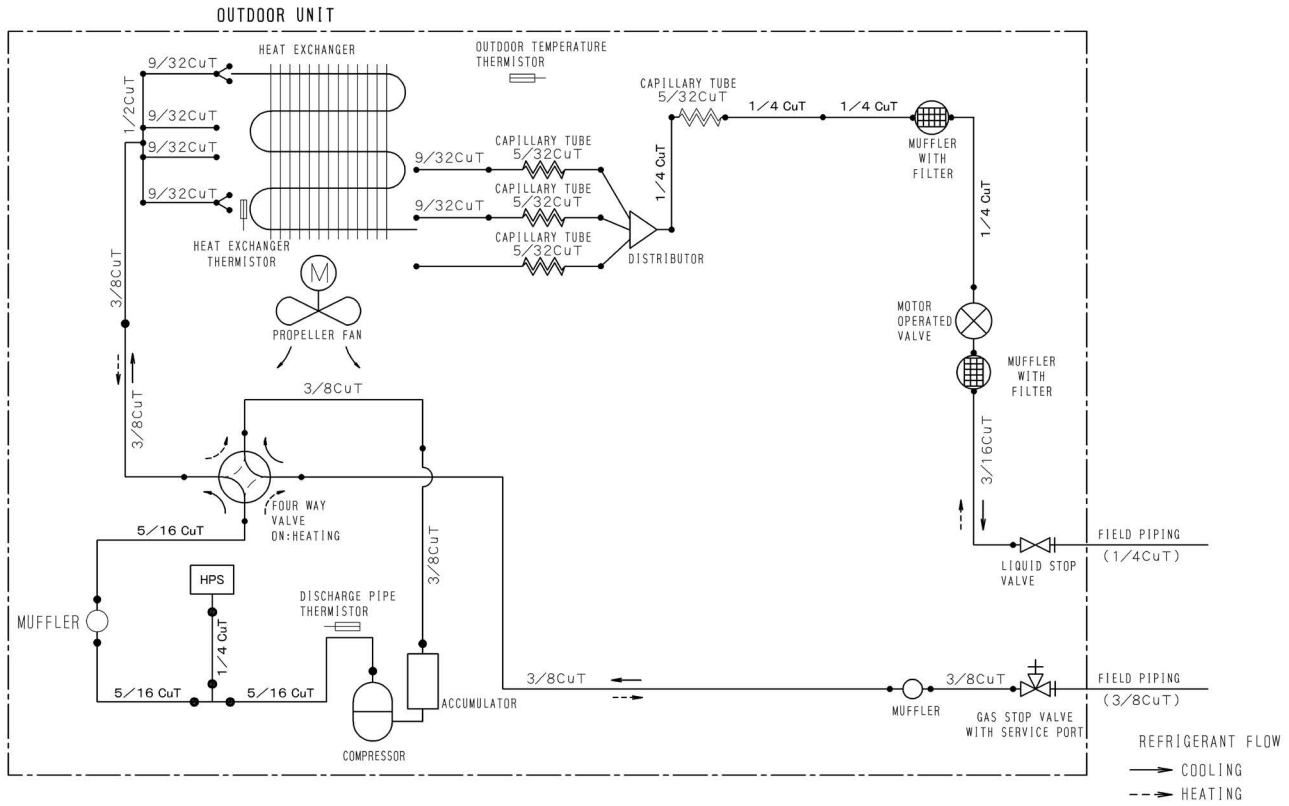 OUTDOOR UNIT
HEAT EXCHANGER
OUTDOOR TEMPERATURE
THERMISTOR
9/32CuT
1/2CuT
9/32CuT
9/32CuT
9/32CuT
HEAT EXCHANGER
THERMISTOR
CAPILLARY TUBE
5/32CuT
1/4 CuT
1/4 CuT
MUFFLER
WITH
FILTER
CAPILLARY TUBE
9/32CuT
5/32CuT
CAPILLARY TUBE
9/32CuT
5/32CuT
CAPILLARY TUBE
5/32CuT
1/4 CuT
DISTRIBUTOR
1/4 CuT
3/8CuT
M
PROPELLER FAN
MOTOR
OPERATED
VALVE
MUFFLER
WITH
FILTER
3/8CuT
3/8CuT
3/16CuT
FOUR WAY
VALVE
ON:HEATING
5/16 CuT
3/8CuT
LIQUID STOP
VALVE
FIELD PIPING
(1/4CuT)
HPS
MUFFLER
1/4 CuT
DISCHARGE PIPE
THERMISTOR
5/16 CuT
5/16 CuT
COMPRESSOR
ACCUMULATOR
3/8CuT
MUFFLER
3/8CuT
GAS STOP VALVE
WITH SERVICE PORT
FIELD PIPING
(3/8CuT)
REFRIGERANT FLOW
COOLING
HEATING